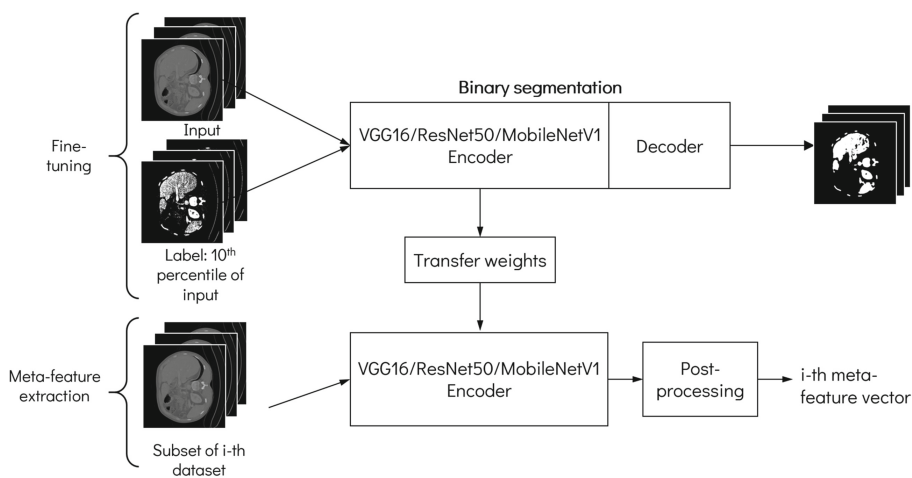 Binary segmentation
Input
VGG16/ResNet50/MobileNetV1
Encoder
Decoder
Fine-
tuning
Label: 10th
percentile of
input
Transfer weights
Meta-feature
extraction
VGG16/ResNet50/MobileNetV1
Encoder
Post-
processing
i-th meta-
feature vector
Subset of i-th
dataset